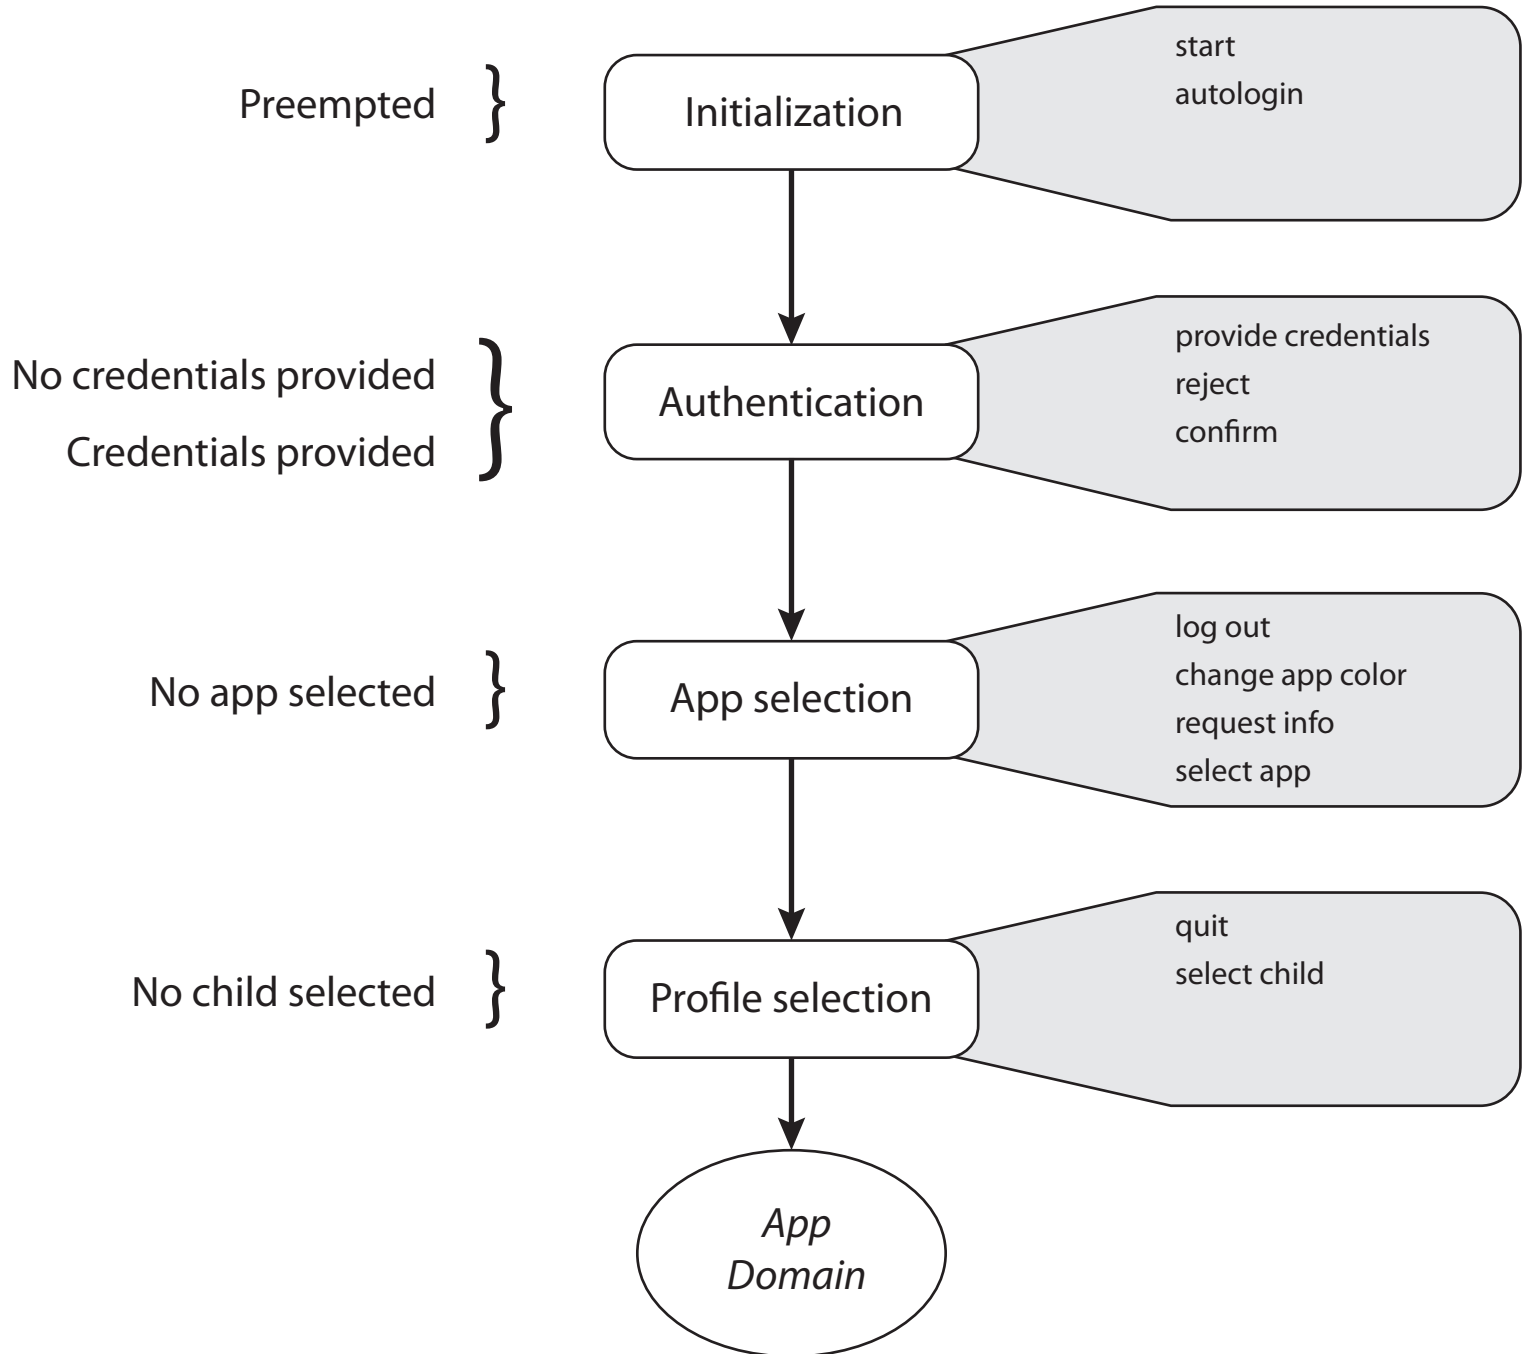 Preempted
}
Initialization
start
autologin
No credentials provided
Credentials provided
}
Authentication
provide credentials
reject
confirm
No app selected
}
App selection
log out
change app color
request info
select app
No child selected
}
Profile selection
quit
select child
App
Domain